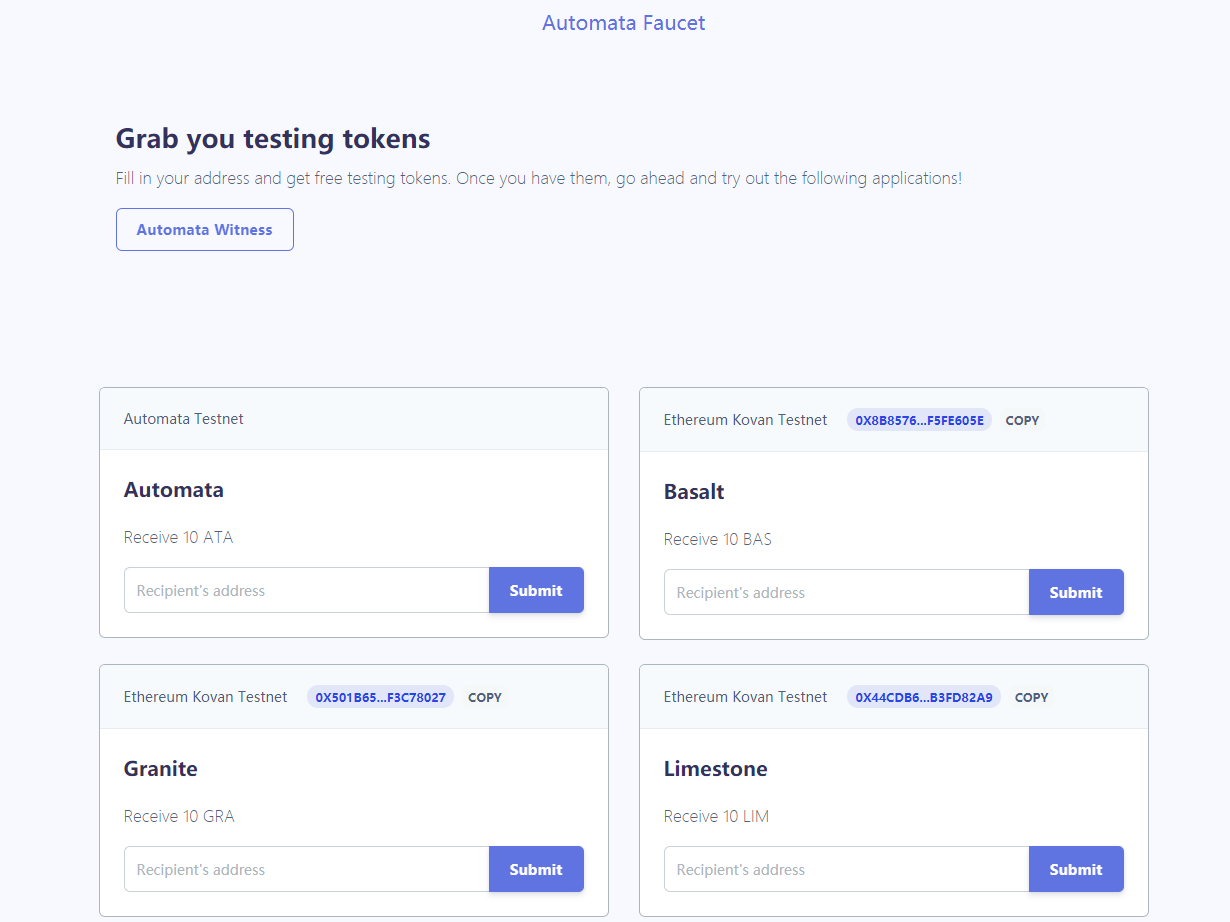 Automata Faucet
Grab you testing tokens
Fill in your address and get free testing tokens. Once you have them, go ahead and try out the following applications!
Automata Witness
Automata Testnet
Automata
Receive 10 ATA
Recipient's address Submit
Ethereum Kovan Testnet 0X8B8576...F5FE605E COPY
Basalt
Receive 10 BAS
Recipient's address Submit
Ethereum Kovan Testnet 0X501B65...F3C78027 COPY
Granite
Receive 10 GRA
Recipient's address Submit
Ethereum Kovan Testnet 0X44CDB6...B3FD82A9 COPY
Limestone
Receive 10 LIM
Recipient's address Submit